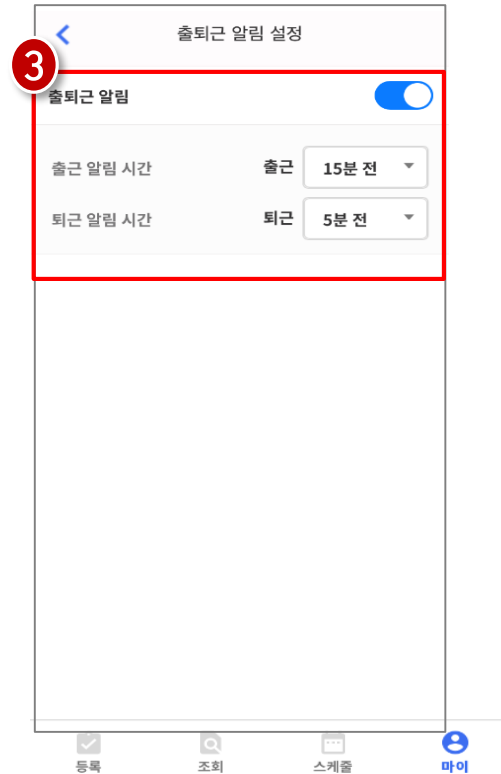 출퇴근 알림 설정
3
출퇴근 알림
출근 알림 시간 출근 15분 전
퇴근 알림 시간 퇴근 5분 전
등록 조회 스케줄 마이